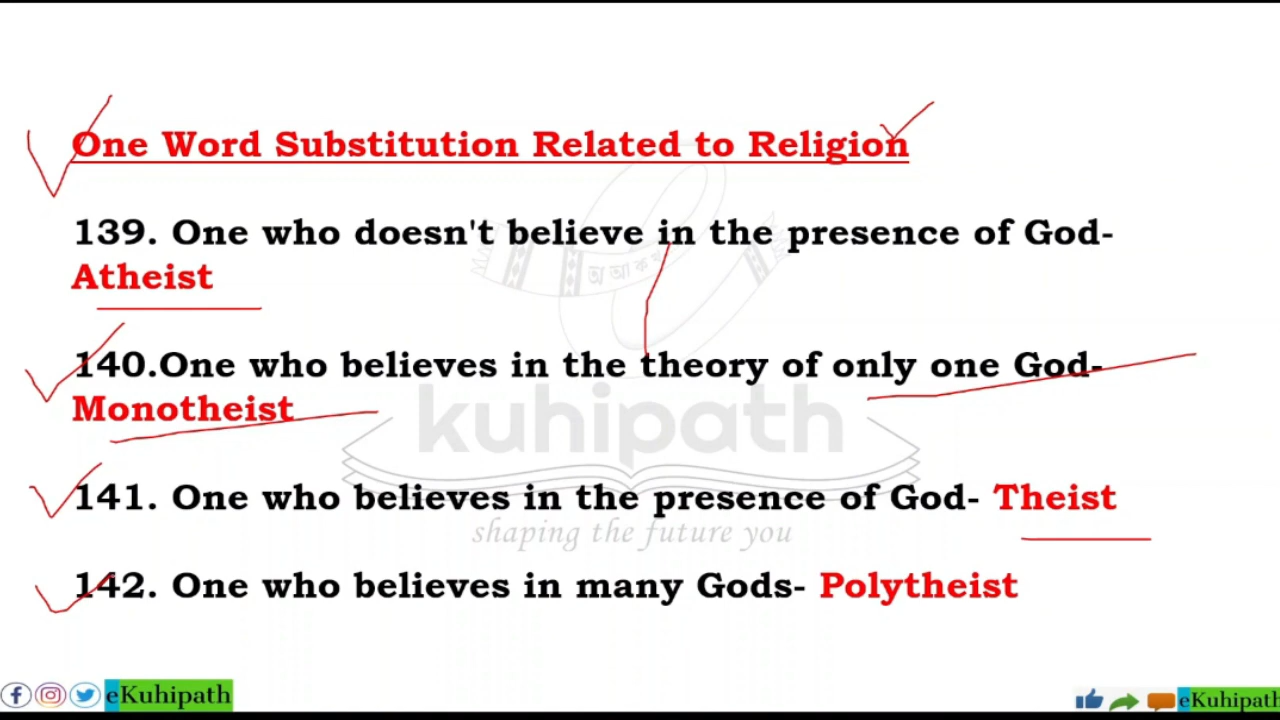 One Word Substitution Related to Religion
139. One who doesn't believe in the presence of God-
Atheist
অ আ ক খ
140.One who believes in the theory of only one God-
Monotheist
kuhipath
141. One who believes in the presence of God- Theist
shaping the future you
142. One who believes in many Gods- Polytheist
eKuhipath
eKuhipath